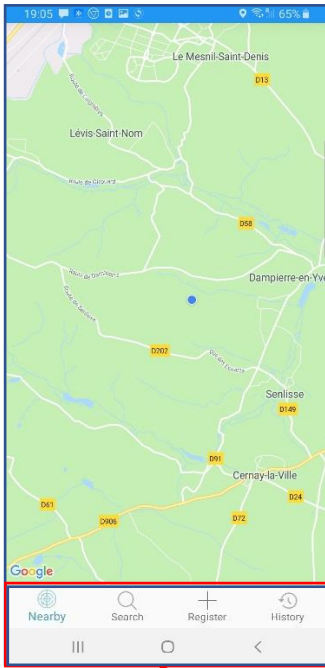 19:05 65%
Le Mesnil-Saint-Denis
D13
Lévis-Saint-Nom
D58
Dampierre-en-Yve
D202
Senlisse
D149
D91
Cernay-la-Ville
D24
D61
D906
D72
Google
Nearby Search Register History